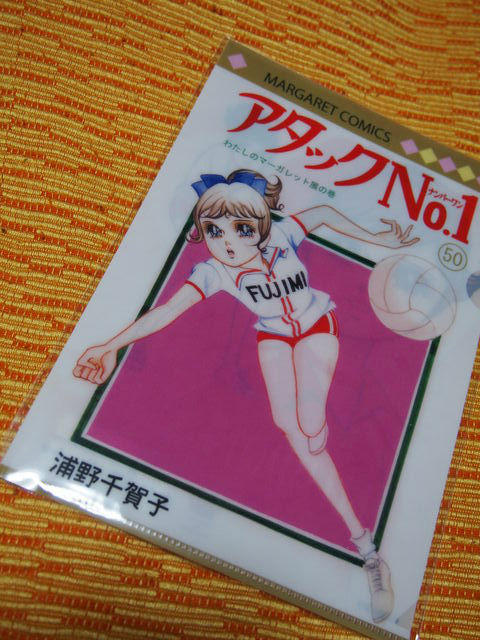 MARGARET COMICS
アタックNo.1
ナンバーワン
わたしのマーガレット展の巻
50
FUJIMI
浦野千賀子